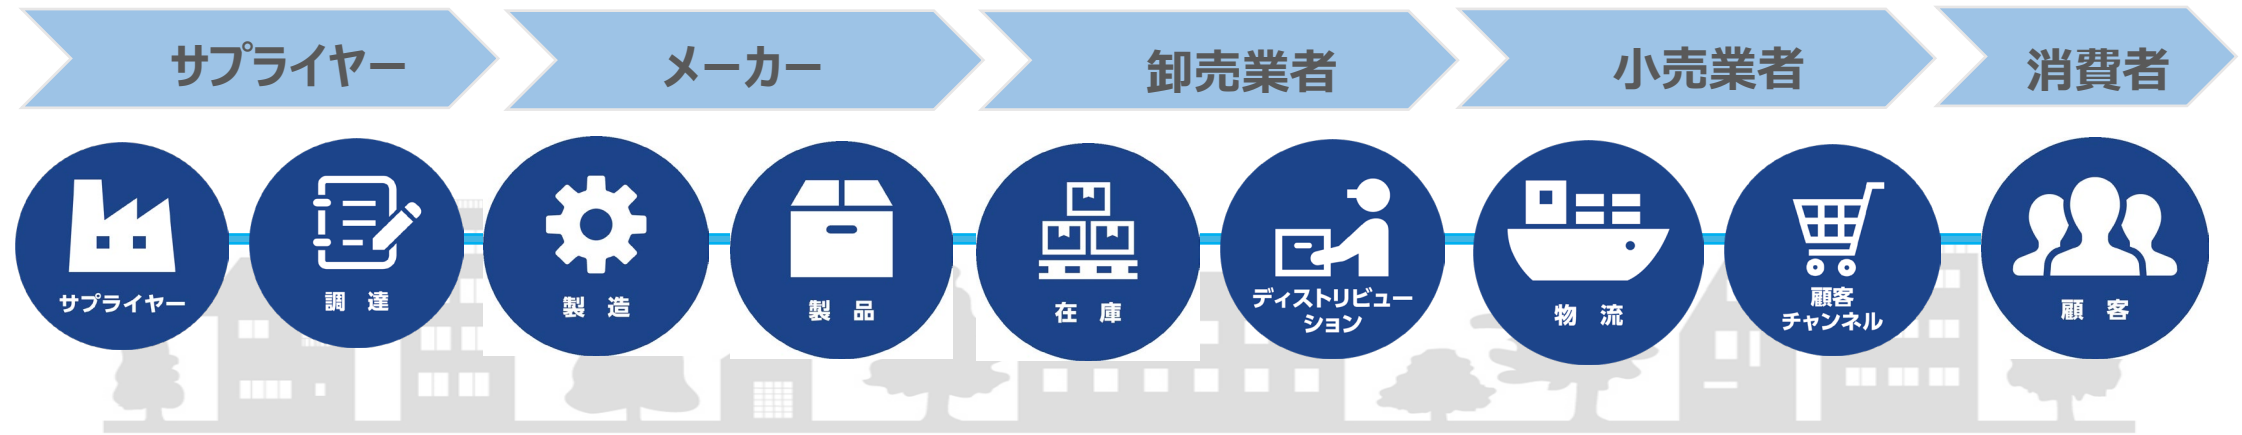 サプライヤー
メーカー
卸売業者
小売業者
消費者
サプライヤー
調達
製造
製品
在庫
ディストリビュー
ション
物流
顧客
チャンネル
顧客